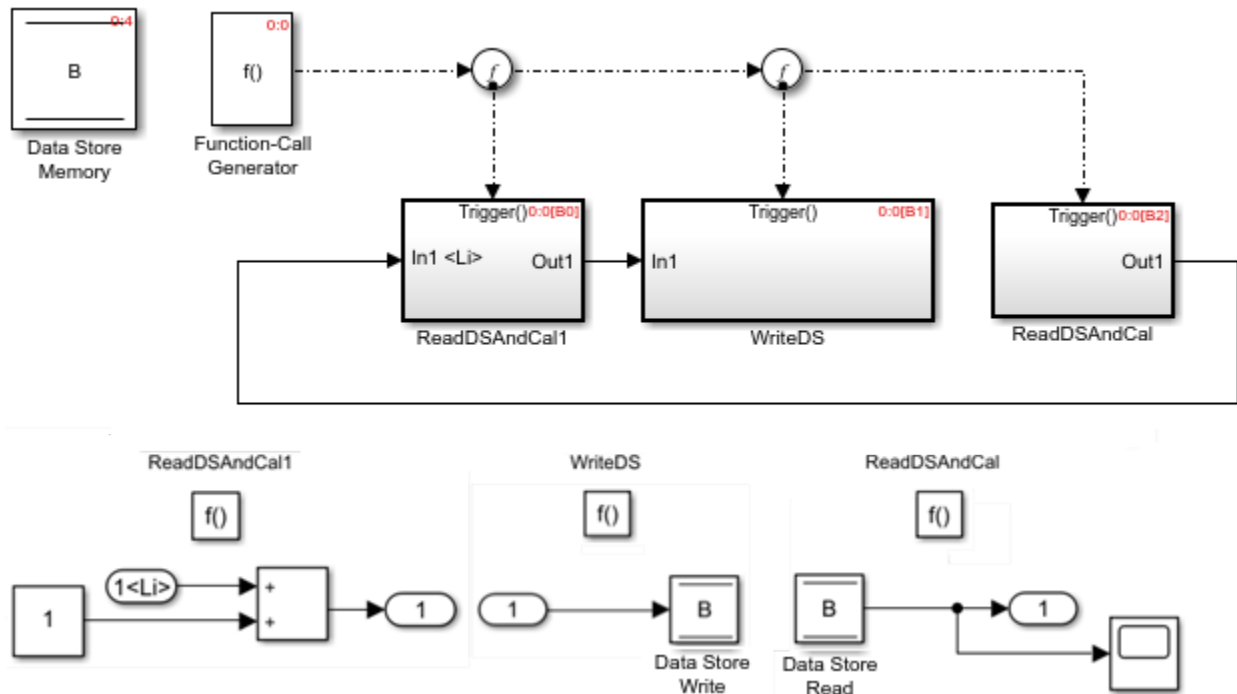 0:4
B
Data Store
Memory
0:0
f()
Function-Call
Generator
f
f
Trigger() 0:0[B0]
In1 <Li>
Out1
ReadDSAndCal1
Trigger()
0:0[B1]
In1
WriteDS
Trigger() 0:0[B2]
Out1
ReadDSAndCal
ReadDSAndCal1
f()
1<Li>
1
+
+
1
WriteDS
f()
1
B
Data Store
Write
ReadDSAndCal
f()
B
Data Store
Read
1